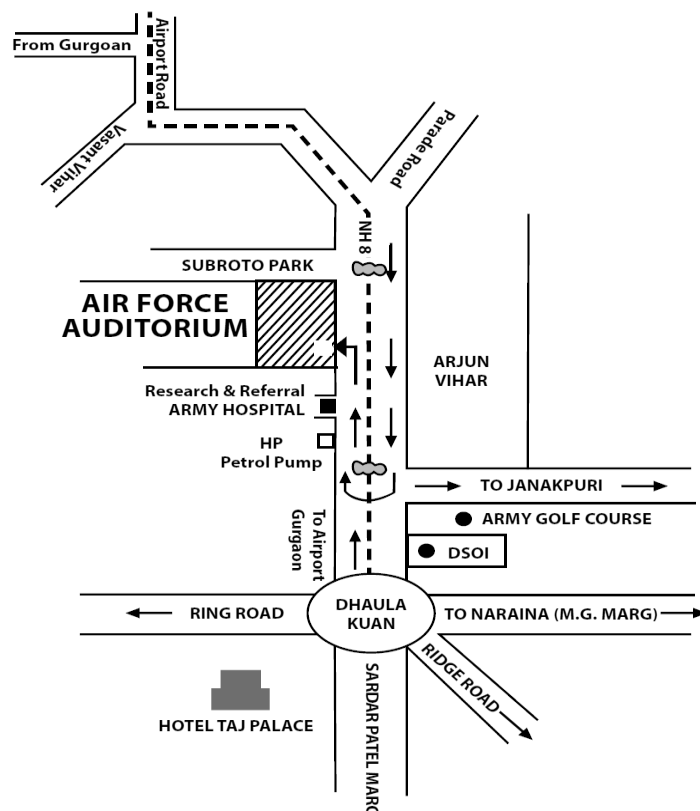 From Gurgoan
Airport Road
Vasant Vihar
Parade Road
NH 8
SUBROTO PARK
AIR FORCE
AUDITORIUM
ARJUN
VIHAR
Research & Referral
ARMY HOSPITAL
HP
Petrol Pump
TO JANAKPURI
To Airport
Gurgaon
ARMY GOLF COURSE
DSOI
RING ROAD
DHAULA
KUAN
TO NARAINA (M.G. MARG)
RIDGE ROAD
SARDAR PATEL MARG
HOTEL TAJ PALACE